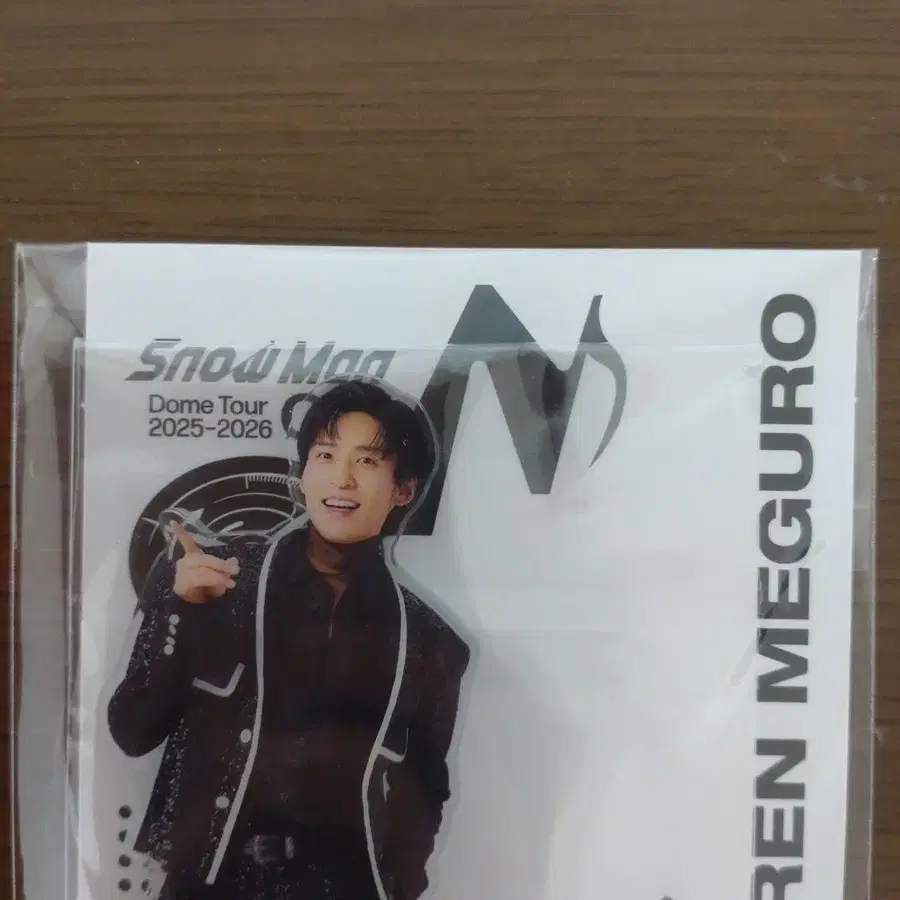 Snow Man
Dome Tour
2025-2026
REN MEGURO